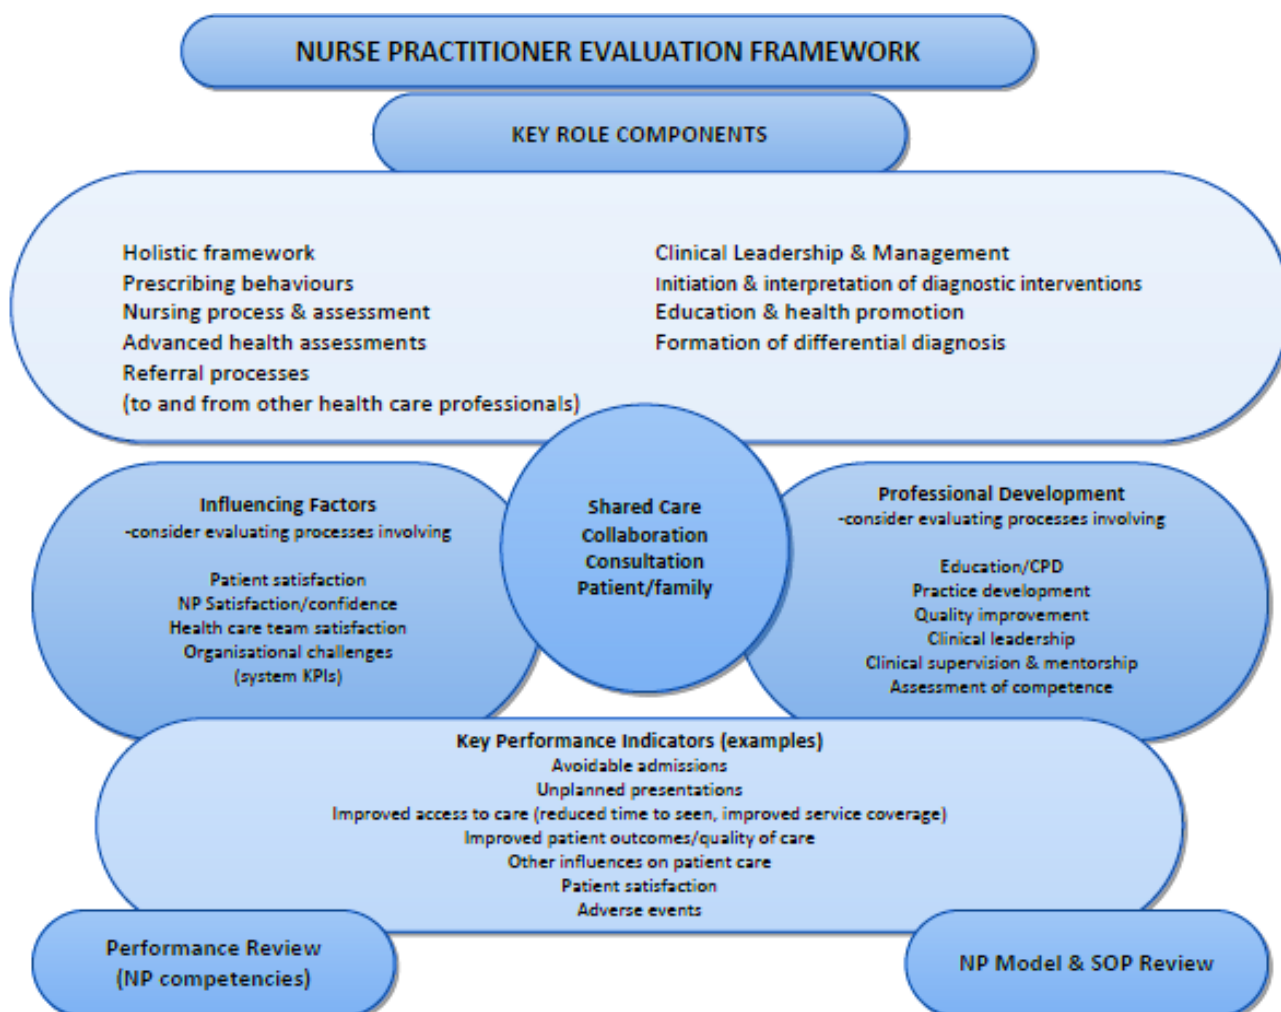 NURSE PRACTITIONER EVALUATION FRAMEWORK
KEY ROLE COMPONENTS
Holistic framework
Prescribing behaviours
Nursing process & assessment
Advanced health assessments
Referral processes
(to and from other health care professionals)
Clinical Leadership & Management
Initiation & interpretation of diagnostic interventions
Education & health promotion
Formation of differential diagnosis
Influencing Factors
-consider evaluating processes involving
Patient satisfaction
NP Satisfaction/confidence
Health care team satisfaction
Organisational challenges
(system KPIs)
Shared Care
Collaboration
Consultation
Patient/family
Professional Development
-consider evaluating processes involving
Education/CPD
Practice development
Quality improvement
Clinical leadership
Clinical supervision & mentorship
Assessment of competence
Key Performance Indicators (examples)
Avoidable admissions
Unplanned presentations
Improved access to care (reduced time to seen, improved service coverage)
Improved patient outcomes/quality of care
Other influences on patient care
Patient satisfaction
Adverse events
Performance Review
(NP competencies)
NP Model & SOP Review